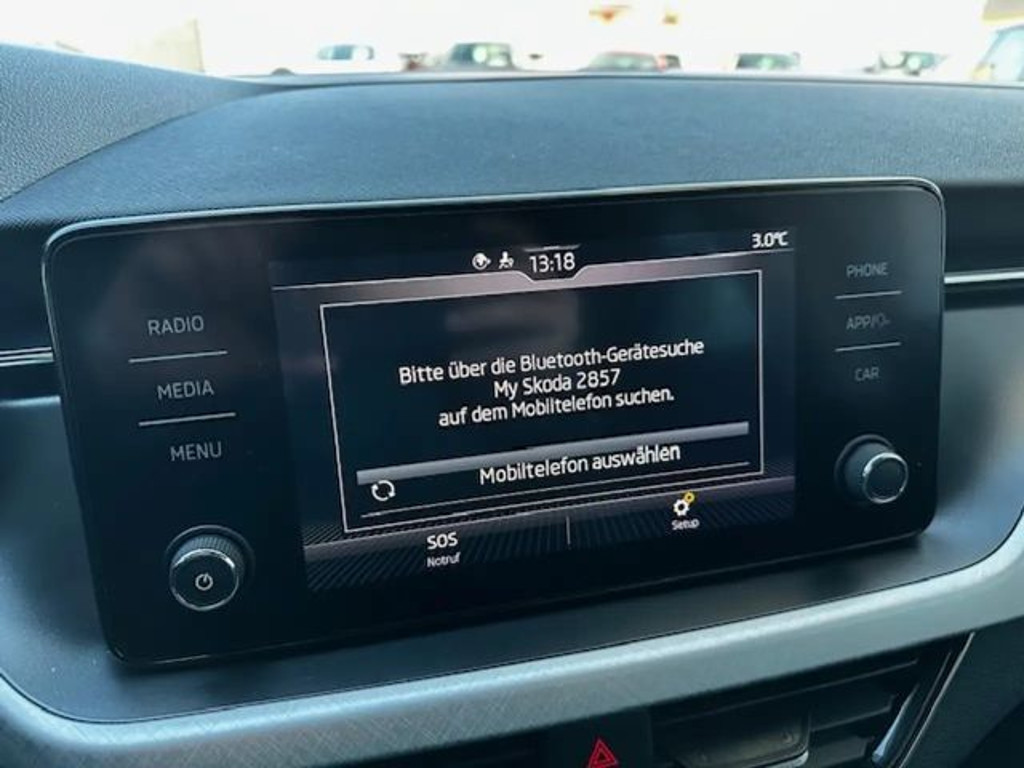 13:18
3.0°C
RADIO
MEDIA
MENU
PHONE
APP/
CAR
Bitte über die Bluetooth-Gerätesuche
My Skoda 2857
auf dem Mobiltelefon suchen.
Mobiltelefon auswählen
SOS
Notruf
Setup